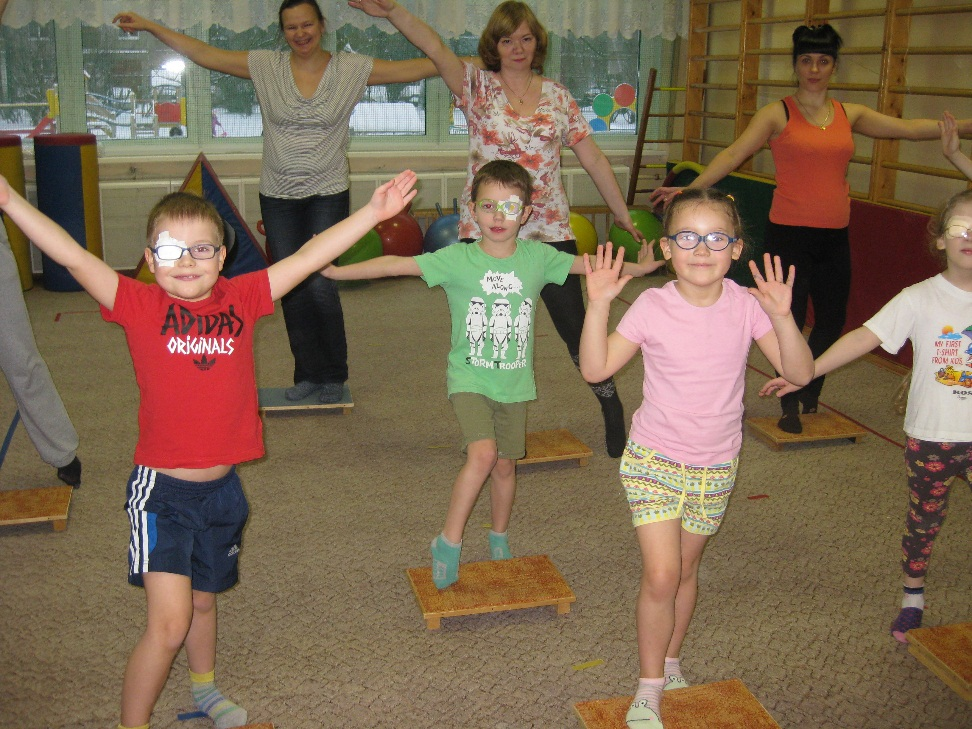 ADIDAS
ORIGINALS
MOVE
ALONG
STORMTROOPER
MY FIRST
T-SHIRT
FROM KIDS